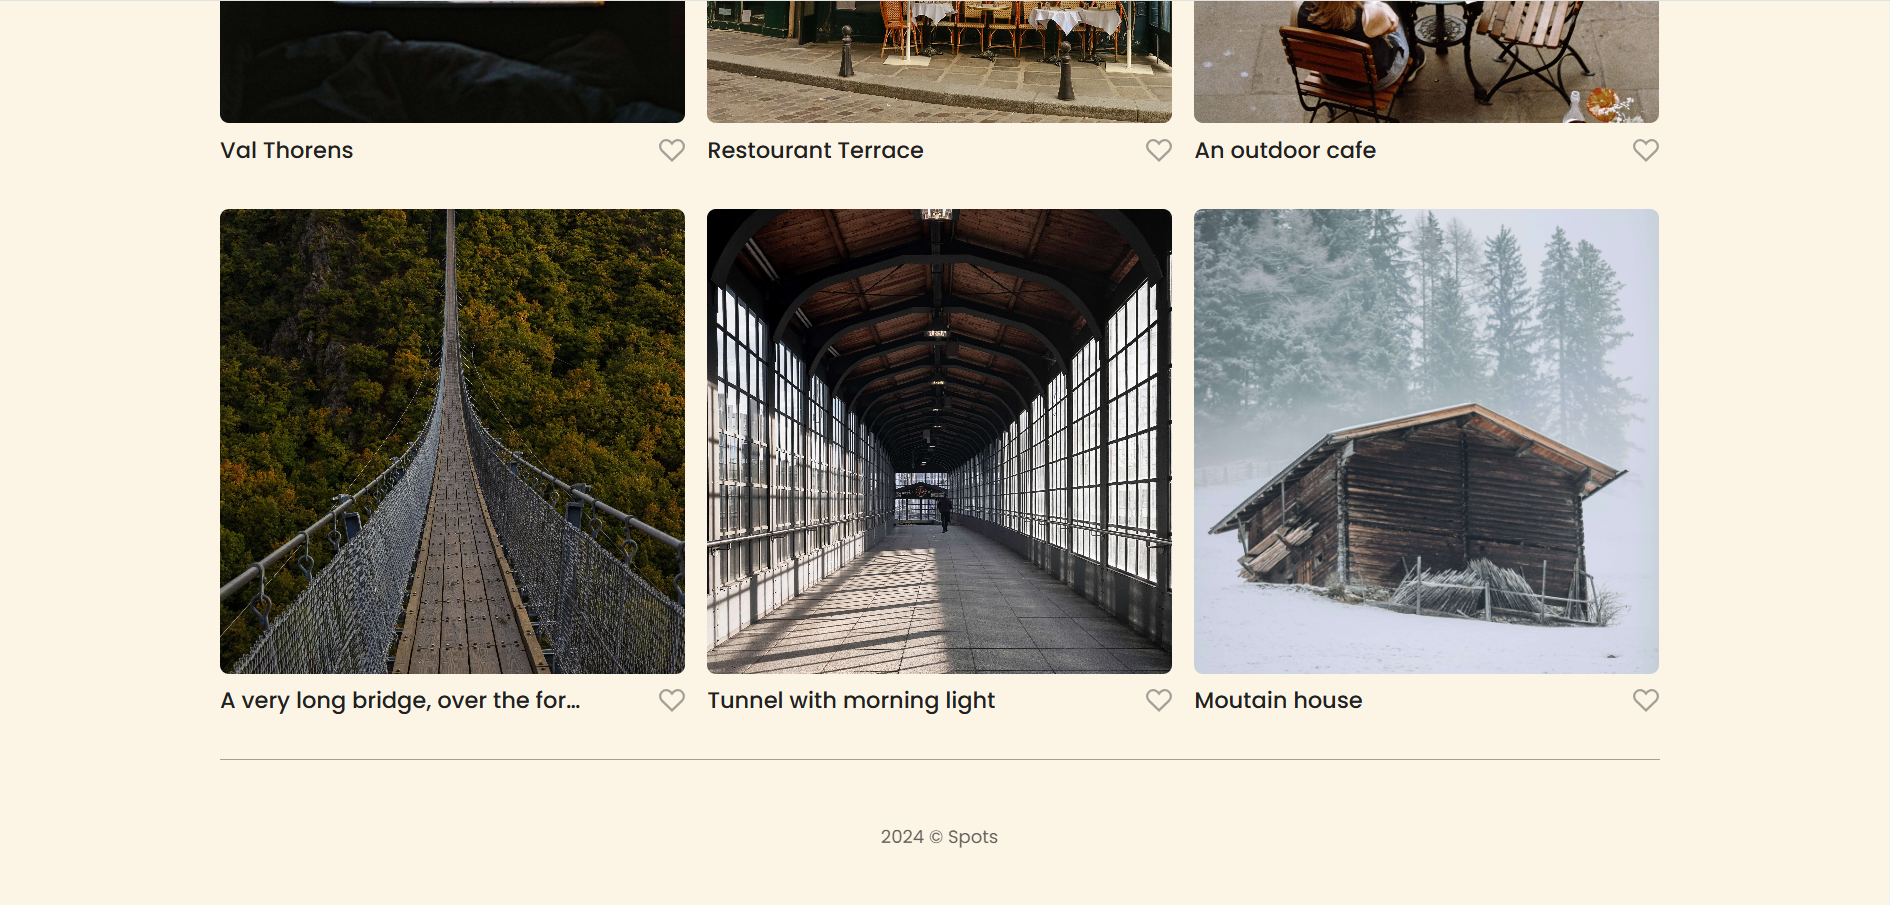 Val Thorens
Restourant Terrace
An outdoor cafe
A very long bridge, over the for...
Tunnel with morning light
Moutain house
2024 © Spots